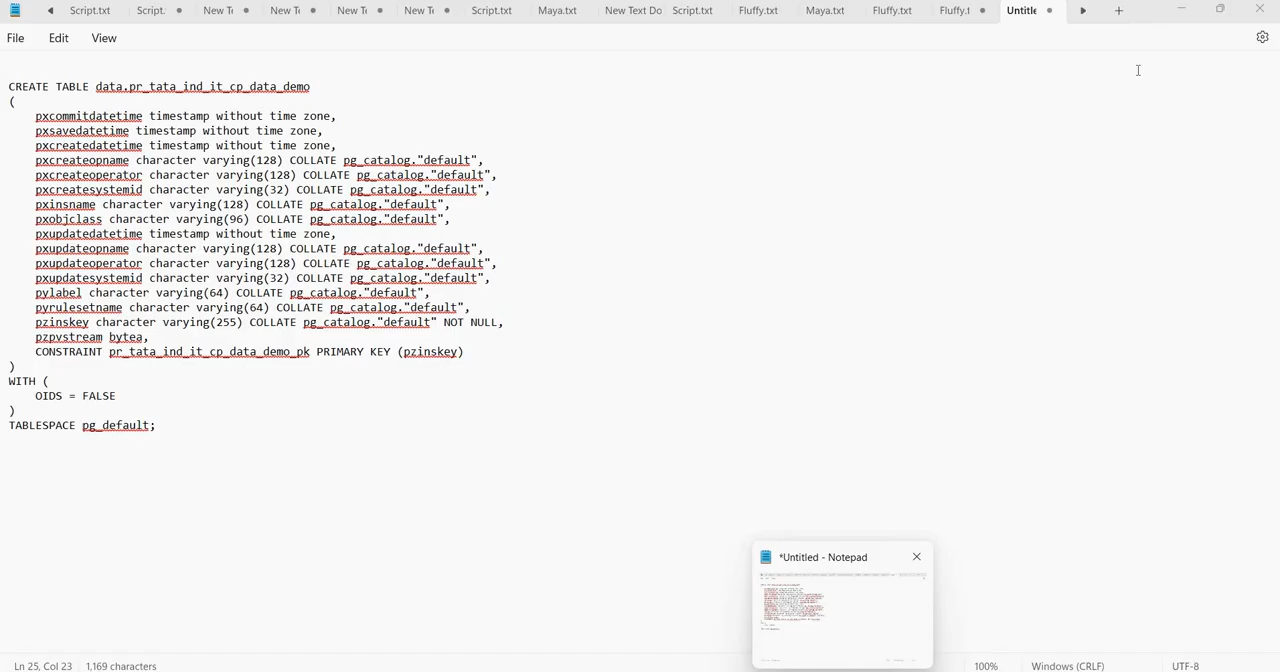 Script.txt Script. New Te New Te New Te New Te Script.txt Maya.txt New Text Do Script.txt Fluffy.txt Maya.txt Fluffy.txt Fluffy.t Untitle
File Edit View
CREATE TABLE data.pr_tata_ind_it_cp_data_demo
(
pxcommitdatetime timestamp without time zone,
pxsavedatetime timestamp without time zone,
pxcreatedatetime timestamp without time zone,
pxcreateopname character varying(128) COLLATE pg_catalog."default",
pxcreateoperator character varying(128) COLLATE pg_catalog."default",
pxcreatesystemid character varying(32) COLLATE pg_catalog."default",
pxinsname character varying(128) COLLATE pg_catalog."default",
pxobjclass character varying(96) COLLATE pg_catalog."default",
pxupdatedatetime timestamp without time zone,
pxupdateopname character varying(128) COLLATE pg_catalog."default",
pxupdateoperator character varying(128) COLLATE pg_catalog."default",
pxupdatesystemid character varying(32) COLLATE pg_catalog."default",
pylabel character varying(64) COLLATE pg_catalog."default",
pyrulesetname character varying(64) COLLATE pg_catalog."default",
pzinskey character varying(255) COLLATE pg_catalog."default" NOT NULL,
pzpvstream bytea,
CONSTRAINT pr_tata_ind_it_cp_data_demo_pk PRIMARY KEY (pzinskey)
)
WITH (
OIDS = FALSE
)
TABLESPACE pg_default;
*Untitled - Notepad
Ln 25, Col 23 1,169 characters 100% Windows (CRLF) UTF-8